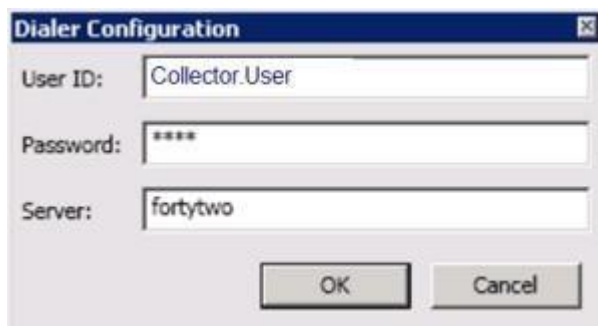 Dialer Configuration
User ID: Collector.User
Password: ****
Server: fortytwo
OK Cancel